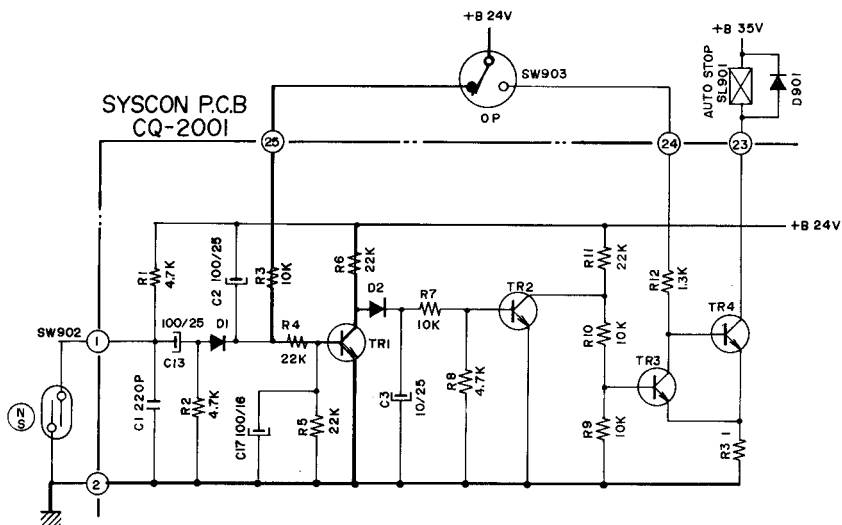 +B 24V
SW903
OP
+B 35V
AUTO STOP
SL901
D901
SYSCON P.C.B
CQ-2001
25
24
23
+B 24V
R1
4.7K
C2 100/25
R3
10K
R6
22K
R11
22K
R12
1.3K
SW902
1
100/25
C13
D1
R4
22K
TR1
D2
R7
10K
TR2
R10
10K
TR3
TR4
N
S
C1 220P
R2
4.7K
C17 100/16
R5
22K
C3
10/25
R8
4.7K
R9
10K
R31
2